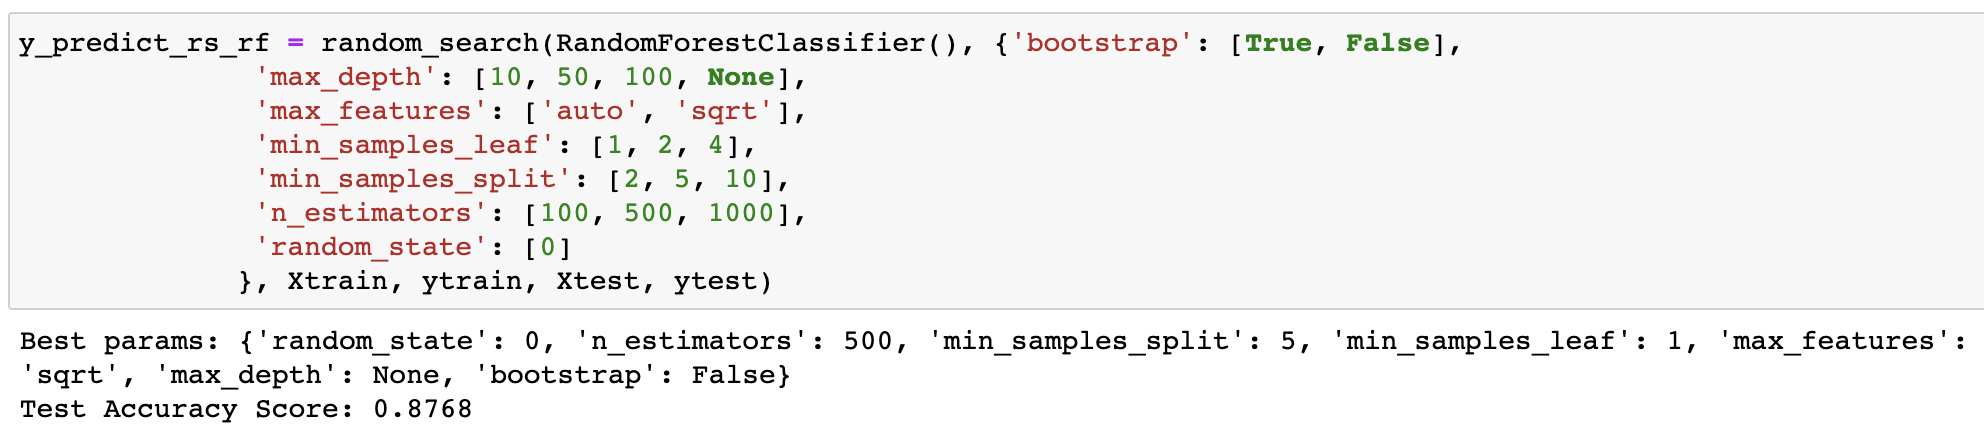 y_predict_rs_rf = random_search(RandomForestClassifier(), {'bootstrap': [True, False],
'max_depth': [10, 50, 100, None],
'max_features': ['auto', 'sqrt'],
'min_samples_leaf': [1, 2, 4],
'min_samples_split': [2, 5, 10],
'n_estimators': [100, 500, 1000],
'random_state': [0]
}, Xtrain, ytrain, Xtest, ytest)
Best params: {'random_state': 0, 'n_estimators': 500, 'min_samples_split': 5, 'min_samples_leaf': 1, 'max_features':
'sqrt', 'max_depth': None, 'bootstrap': False}
Test Accuracy Score: 0.8768